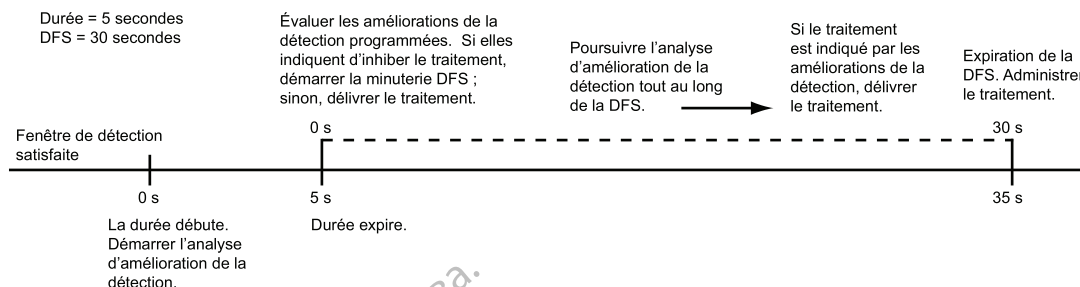 Durée = 5 secondes
DFS = 30 secondes
Évaluer les améliorations de la
détection programmées. Si elles
indiquent d’inhiber le traitement,
démarrer la minuterie DFS ;
sinon, délivrer le traitement.
Poursuivre l’analyse
d’amélioration de la
détection tout au long
de la DFS.
Si le traitement
est indiqué par les
améliorations de la
détection, délivrer
le traitement.
Expiration de la
DFS. Administrer
le traitement.
Fenêtre de détection
satisfaite
0 s
30 s
0 s
5 s
35 s
La durée débute.
Démarrer l’analyse
d’amélioration de la
détection.
Durée expire.